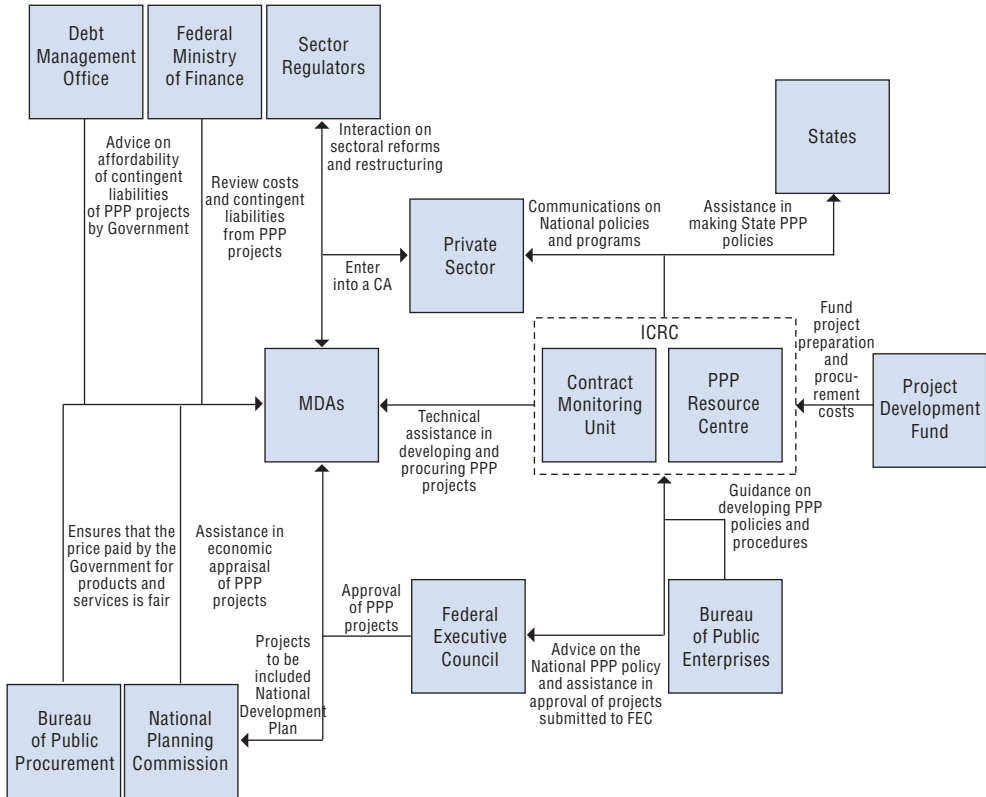 Debt
Management
Office
Federal
Ministry
of Finance
Sector
Regulators
States
Advice on
affordability
of contingent
liabilities
of PPP projects
by Government
Review costs
and contingent
liabilities
from PPP
projects
Interaction on
sectoral reforms
and restructuring
Enter
into a CA
Private
Sector
Communications on
National policies
and programs
Assistance in
making State PPP
policies
ICRC
Contract
Monitoring
Unit
PPP
Resource
Centre
Fund
project
preparation
and
procu-
rement
costs
Project
Development
Fund
MDAs
Technical
assistance in
developing and
procuring PPP
projects
Guidance on
developing PPP
policies and
procedures
Ensures that the
price paid by the
Government for
products and
services is fair
Assistance in
economic
appraisal
of PPP
projects
Approval
of PPP
projects
Projects
to be
included
National
Development
Plan
Federal
Executive
Council
Advice on the
National PPP policy
and assistance in
approval of projects
submitted to FEC
Bureau
of Public
Enterprises
Bureau
of Public
Procurement
National
Planning
Commission